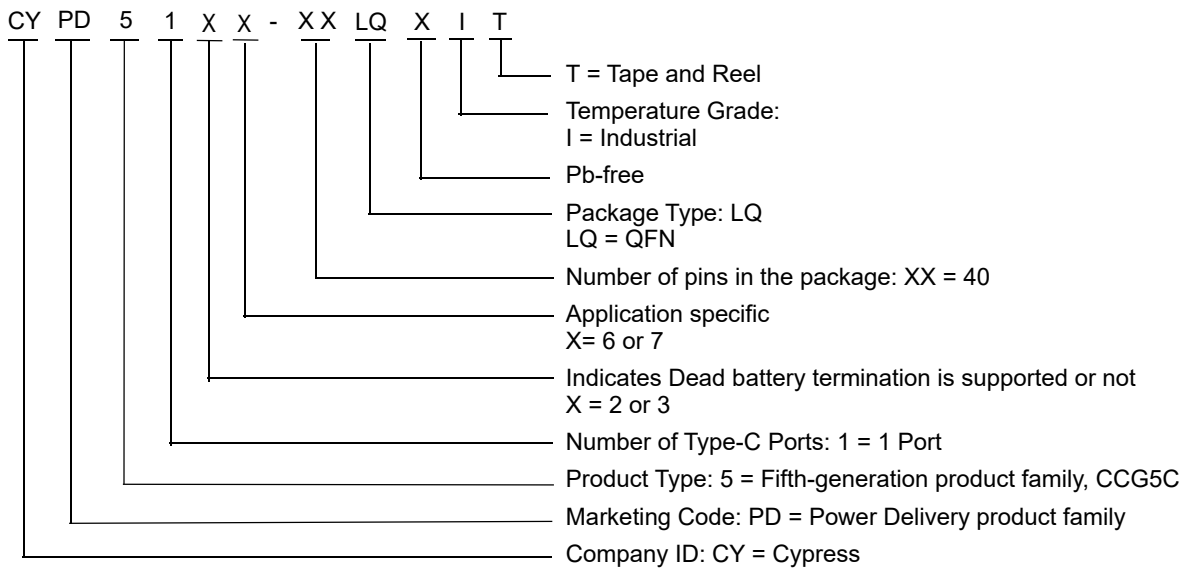 CY PD 5 1 X X - X X LQ X I T
T = Tape and Reel
Temperature Grade:
I = Industrial
Pb-free
Package Type: LQ
LQ = QFN
Number of pins in the package: XX = 40
Application specific
X= 6 or 7
Indicates Dead battery termination is supported or not
X = 2 or 3
Number of Type-C Ports: 1 = 1 Port
Product Type: 5 = Fifth-generation product family, CCG5C
Marketing Code: PD = Power Delivery product family
Company ID: CY = Cypress